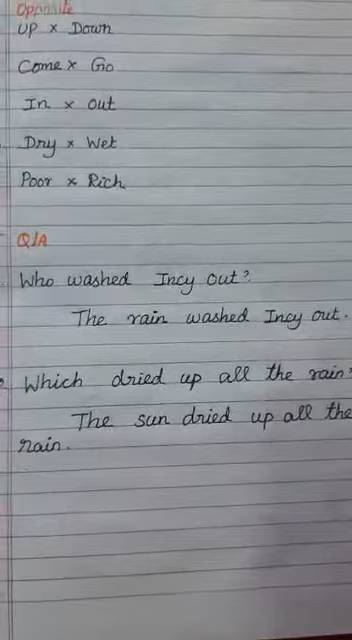 Opposite
Up x Down
Come x Go
In x out
Dry x Wet
Poor x Rich
Q/A
Who washed Incy out?
The rain washed Incy out.
Which dried up all the rain?
The sun dried up all the
rain.